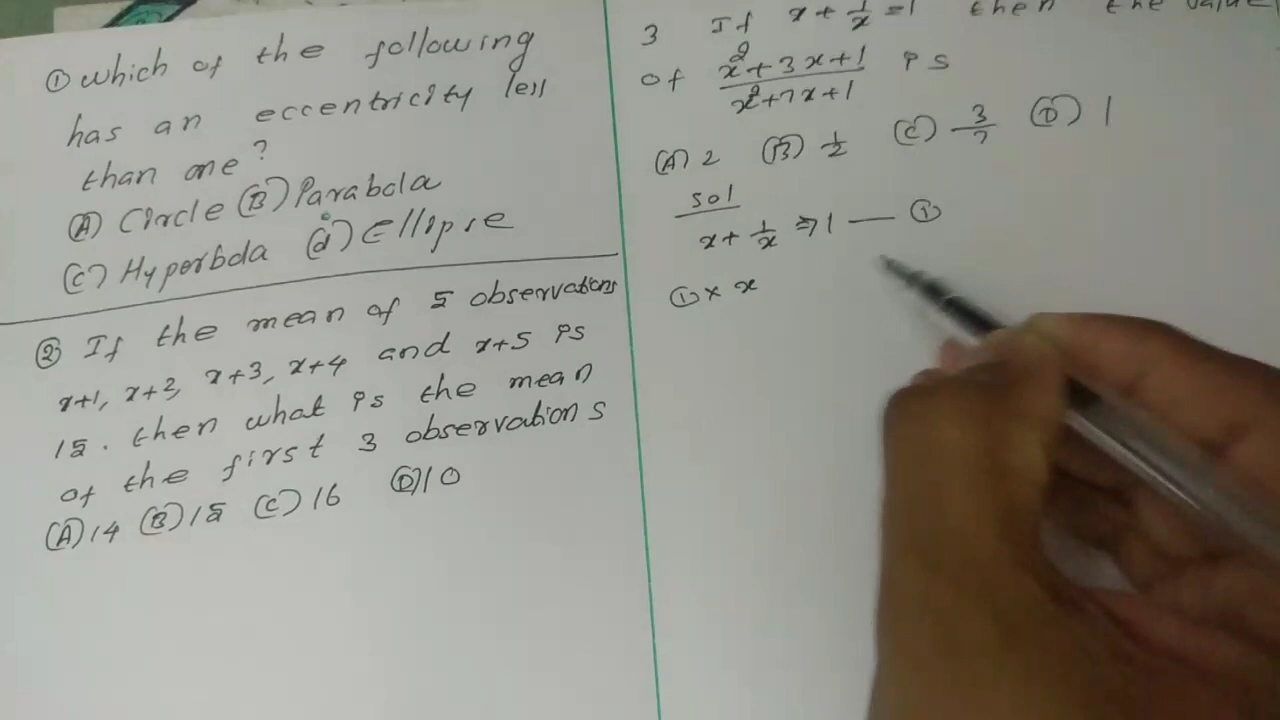 ① which of the following
has an eccentricity less
than one?
(A) Circle (B) Parabola
(C) Hyperbola (d) Ellipse
② If the mean of 5 observations
x+1, x+2, x+3, x+4 and x+5 is
15. then what is the mean
of the first 3 observations
(A) 14 (B) 15 (C) 16 (D) 10
3 If x + 1/x = 1 then the value
of x²+3x+1/x²+7x+1 is
(A) 2 (B) 1/2 (C) 3/7 (D) 1
sol
x + 1/x ⇒ 1 — ①
① × x